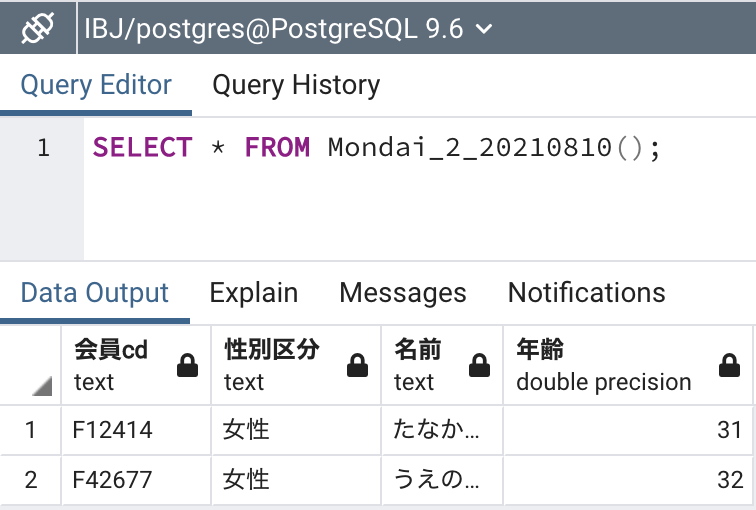 IBJ/postgres@PostgreSQL 9.6
Query Editor Query History
1 SELECT * FROM Mondai_2_20210810();
Data Output Explain Messages Notifications
会員cd 性別区分 名前 年齢
text text text double precision
1 F12414 女性 たなか... 31
2 F42677 女性 うえの... 32